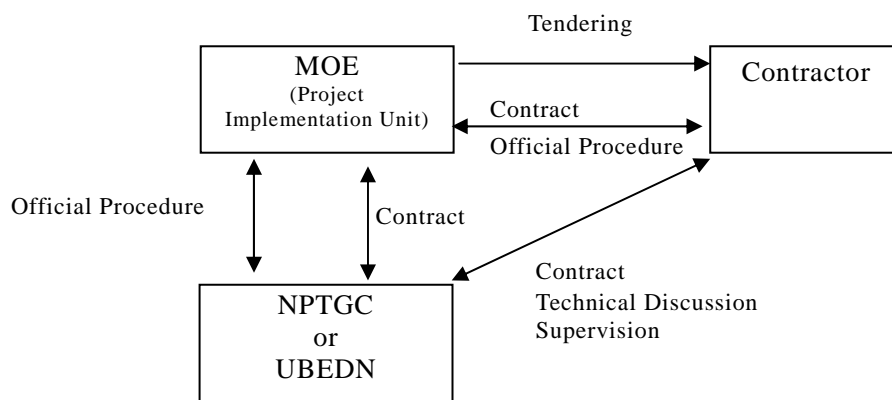 Tendering
MOE
(Project
Implementation Unit)
Contractor
Contract
Official Procedure
Official Procedure
Contract
Contract
Technical Discussion
Supervision
NPTGC
or
UBEDN